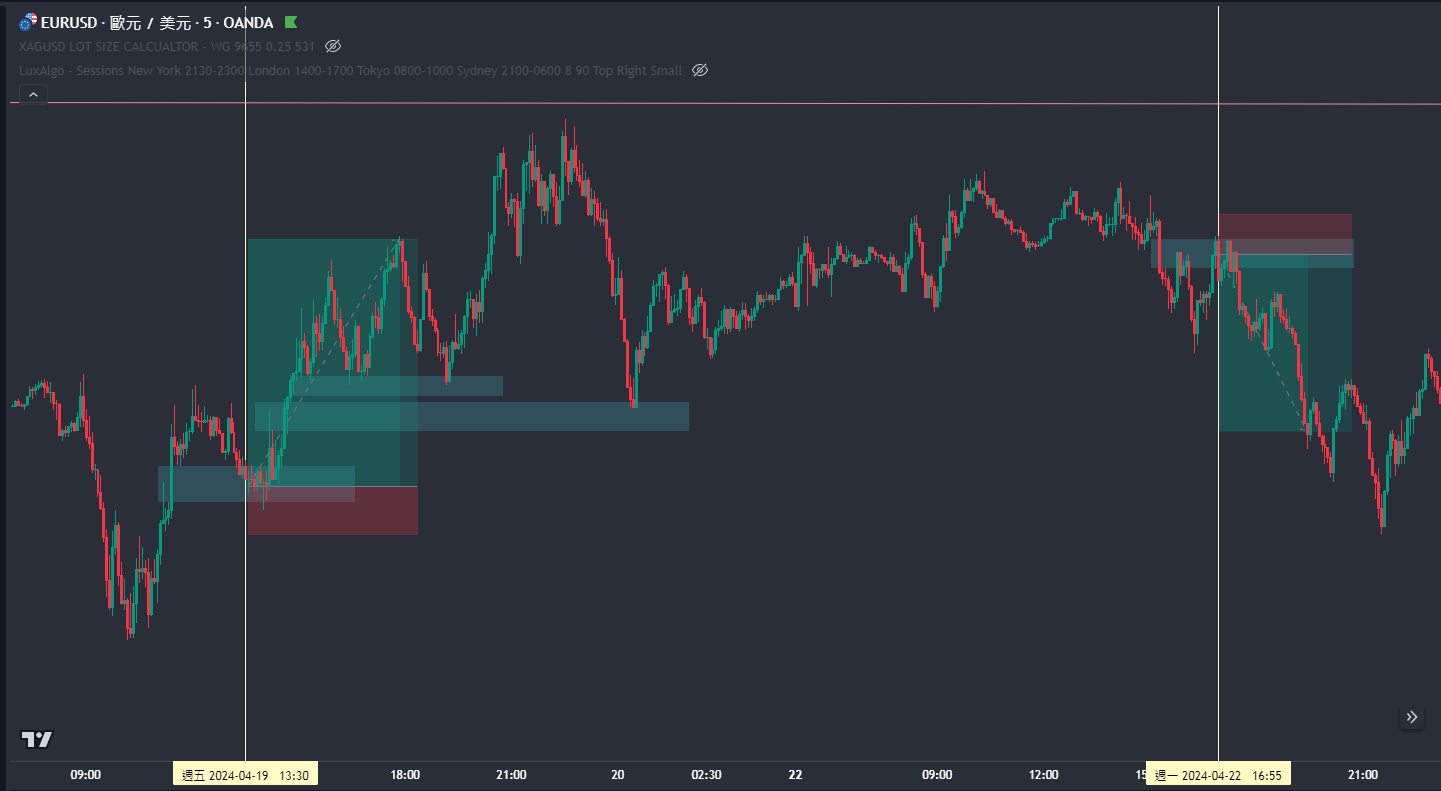 EURUSD · 歐元 / 美元 · 5 · OANDA
XAGUSD LOT SIZE CALCUALTOR - WG 9655 0.25 531
LuxAlgo - Sessions New York 2130-2300 London 1400-1700 Tokyo 0800-1000 Sydney 2100-0600 8 90 Top Right Small
09:00 週五 2024-04-19 13:30 18:00 21:00 20 02:30 22 09:00 12:00 15 週一 2024-04-22 16:55 21:00